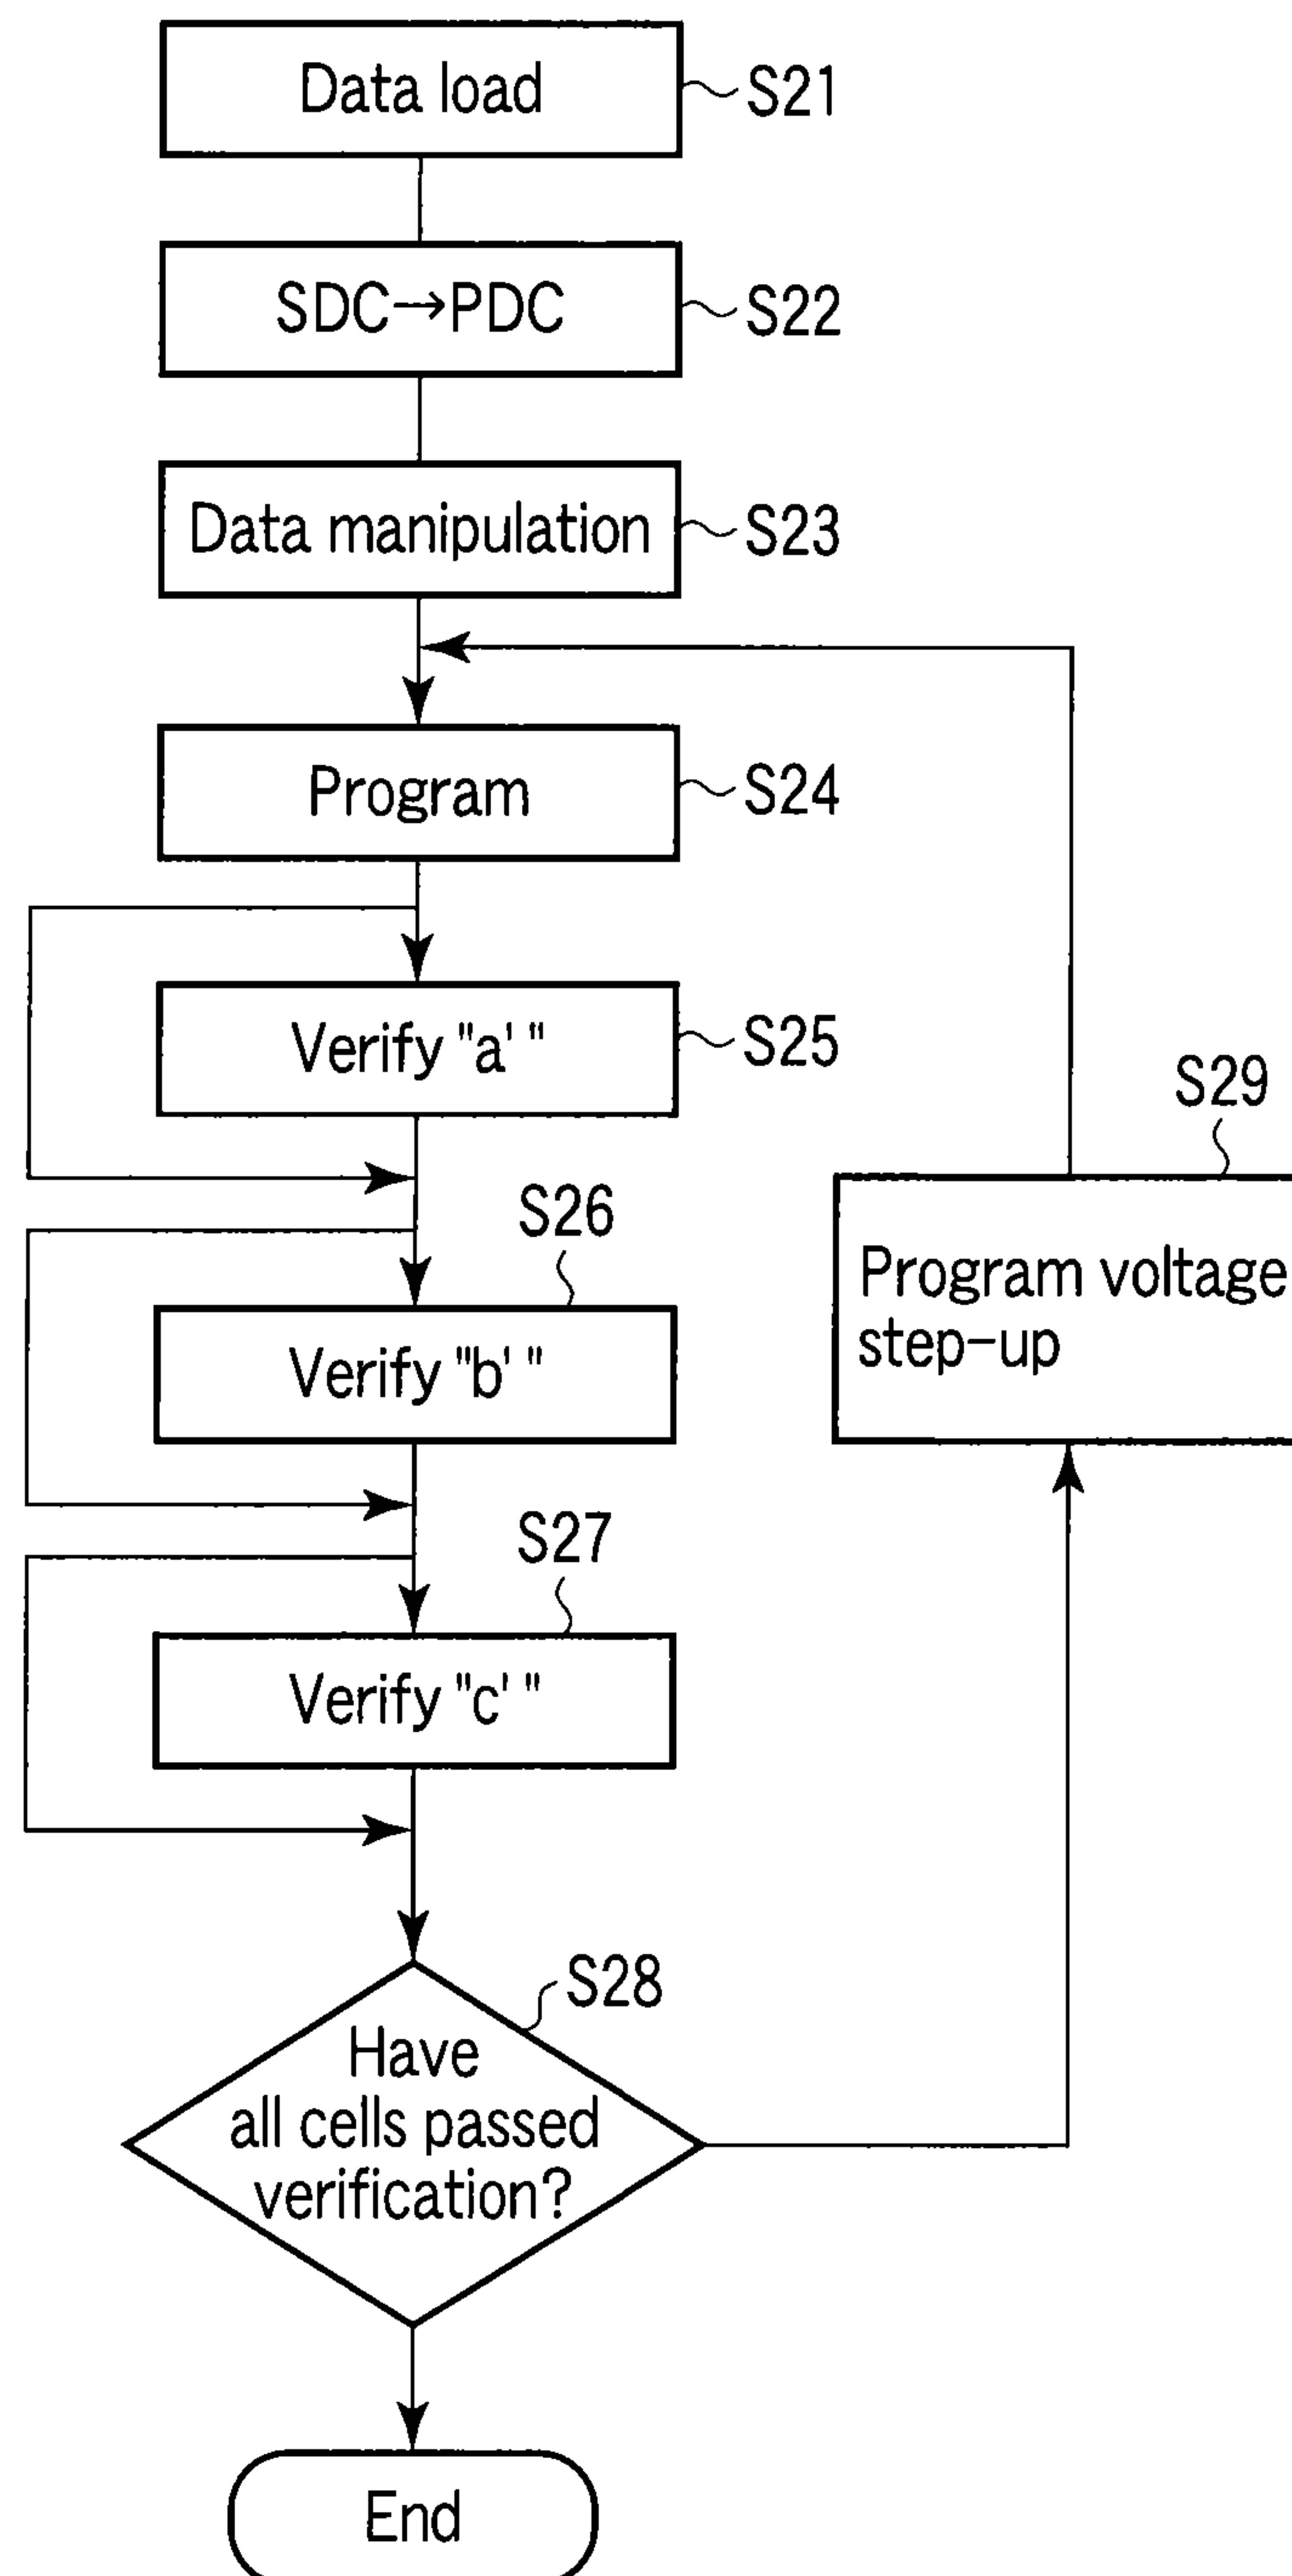 Data load
S21
SDC→PDC
S22
Data manipulation
S23
Program
S24
Verify "a' "
S25
S26
Verify "b' "
S27
Verify "c' "
S29
Program voltage
step-up
S28
Have
all cells passed
verification?
End